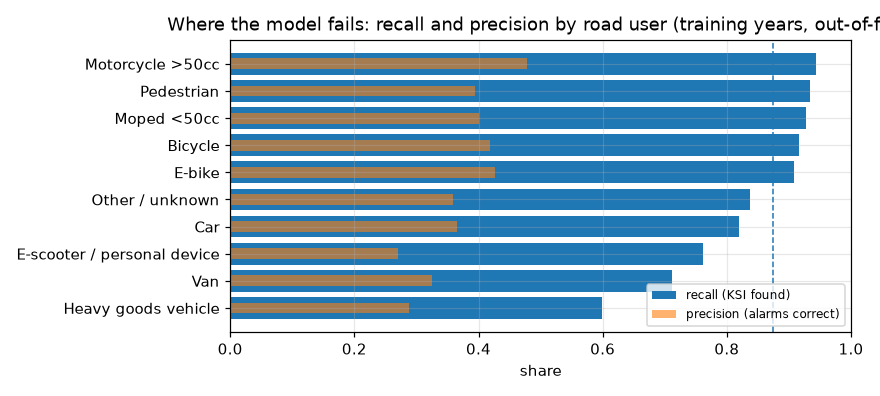 Where the model fails: recall and precision by road user (training years, out-of-f
Motorcycle >50cc
Pedestrian
Moped <50cc
Bicycle
E-bike
Other / unknown
Car
E-scooter / personal device
Van
Heavy goods vehicle
recall (KSI found)
precision (alarms correct)
0.0 0.2 0.4 0.6 0.8 1.0
share